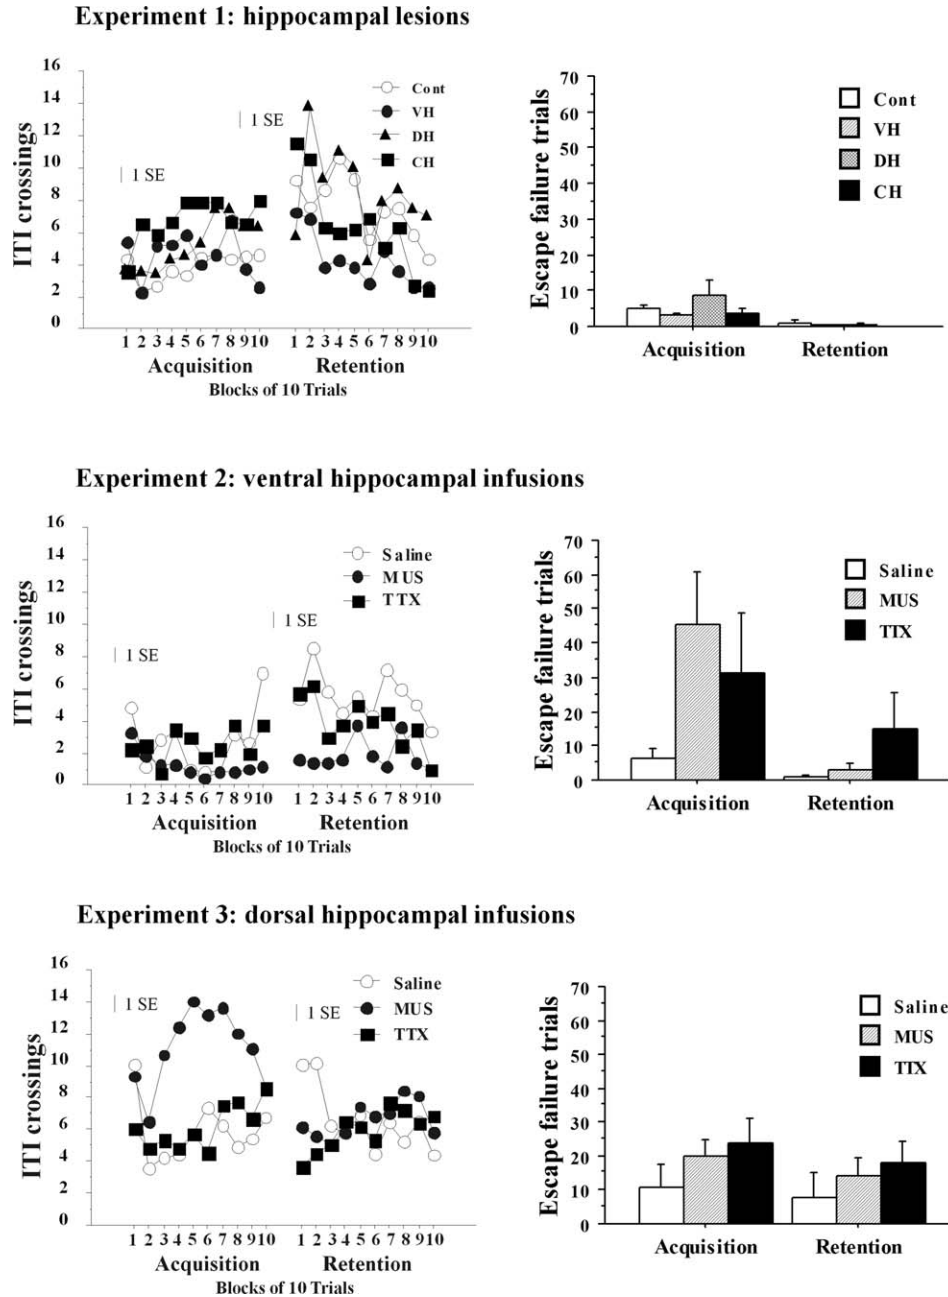 Experiment 1: hippocampal lesions
ITI crossings
16
14
12
10
8
6
4
2
0
1 SE
1 SE
Cont
VH
DH
CH
1 2 3 4 5 6 7 8 9 10
1 2 3 4 5 6 7 8 9 10
Acquisition
Retention
Blocks of 10 Trials
Escape failure trials
70
60
50
40
30
20
10
0
Cont
VH
DH
CH
Acquisition
Retention
Experiment 2: ventral hippocampal infusions
ITI crossings
16
14
12
10
8
6
4
2
0
1 SE
1 SE
Saline
MUS
TTX
1 2 3 4 5 6 7 8 9 10
1 2 3 4 5 6 7 8 9 10
Acquisition
Retention
Blocks of 10 Trials
Escape failure trials
70
60
50
40
30
20
10
0
Saline
MUS
TTX
Acquisition
Retention
Experiment 3: dorsal hippocampal infusions
ITI crossings
16
14
12
10
8
6
4
2
0
1 SE
1 SE
Saline
MUS
TTX
1 2 3 4 5 6 7 8 9 10
1 2 3 4 5 6 7 8 9 10
Acquisition
Retention
Blocks of 10 Trials
Escape failure trials
70
60
50
40
30
20
10
0
Saline
MUS
TTX
Acquisition
Retention